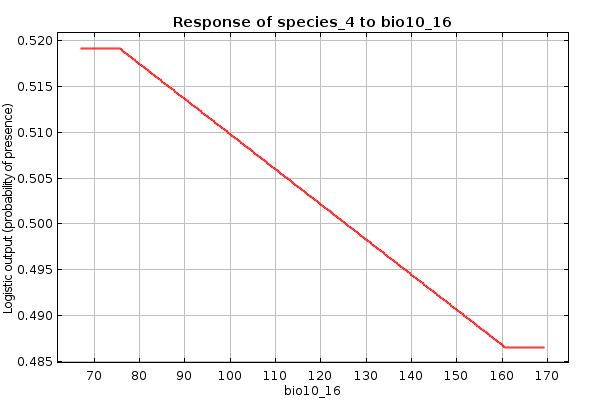 Response of species_4 to bio10_16
Logistic output (probability of presence)
0.520
0.515
0.510
0.505
0.500
0.495
0.490
0.485
70 80 90 100 110 120 130 140 150 160 170
bio10_16